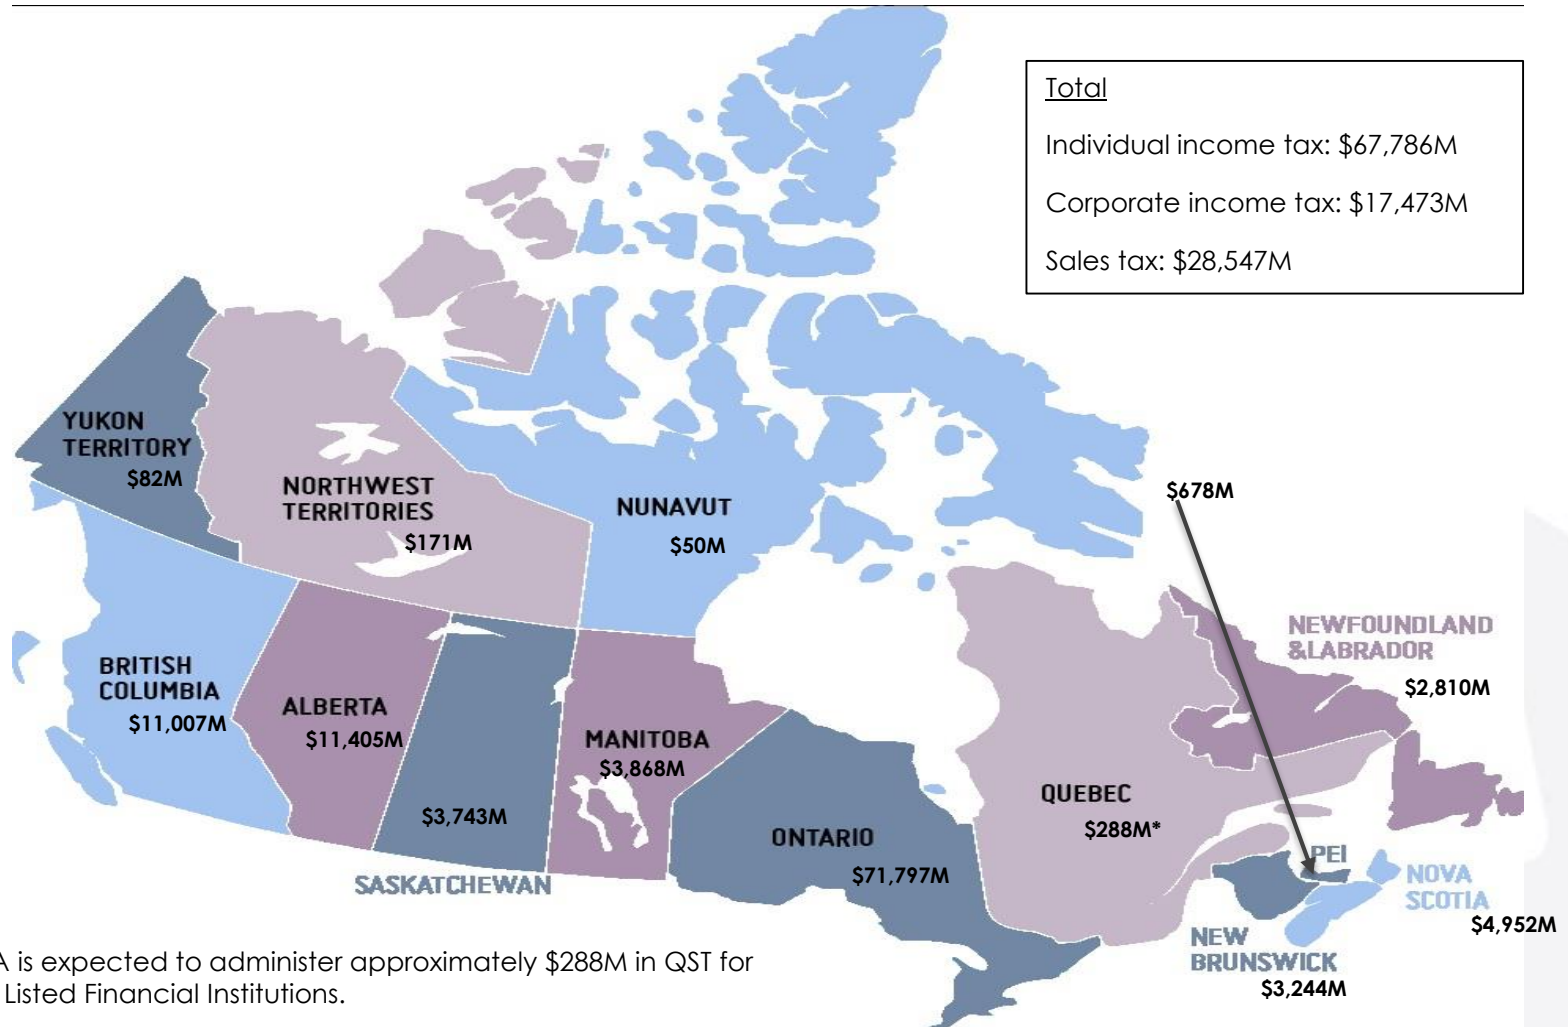 Total
Individual income tax: $67,786M
Corporate income tax: $17,473M
Sales tax: $28,547M
YUKON
TERRITORY
$82M
NORTHWEST
TERRITORIES
$171M
NUNAVUT
$50M
$678M
NEWFOUNDLAND
&LABRADOR
$2,810M
BRITISH
COLUMBIA
$11,007M
ALBERTA
$11,405M
$3,743M
SASKATCHEWAN
MANITOBA
$3,868M
ONTARIO
$71,797M
QUEBEC
$288M*
PEI
NOVA
SCOTIA
$4,952M
NEW
BRUNSWICK
$3,244M
A is expected to administer approximately $288M in QST for
Listed Financial Institutions.